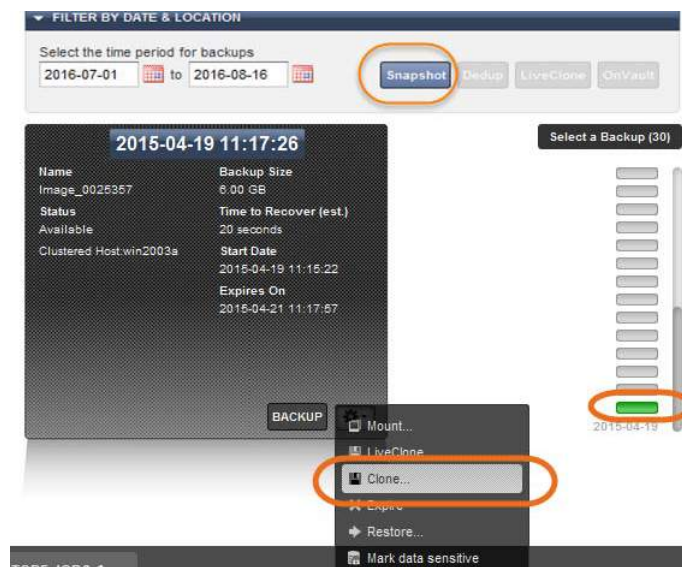 FILTER BY DATE & LOCATION
Select the time period for backups
2016-07-01 to 2016-08-16
Snapshot Dedup LiveClone OnVault
2015-04-19 11:17:26
Select a Backup (30)
Name Backup Size
Image_0025357 6.00 GB
Status Time to Recover (est.)
Available 20 seconds
Clustered Host:win2003a Start Date
2015-04-19 11:15:22
Expires On
2015-04-21 11:17:57
2015-04-19
BACKUP
Mount...
LiveClone
Clone...
Expire
Restore...
Mark data sensitive